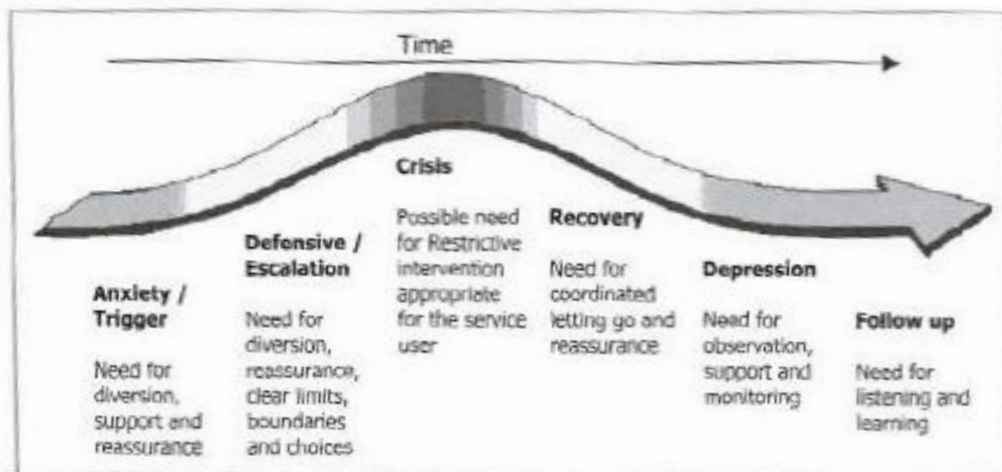 Time
Anxiety /
Trigger
Need for
diversion,
support and
reassurance
Defensive /
Escalation
Need for
diversion,
reassurance,
clear limits,
boundaries
and choices
Crisis
Possible need
for Restrictive
intervention
appropriate
for the service
user
Recovery
Need for
coordinated
letting go and
reassurance
Depression
Need for
observation,
support and
monitoring
Follow up
Need for
listening and
learning